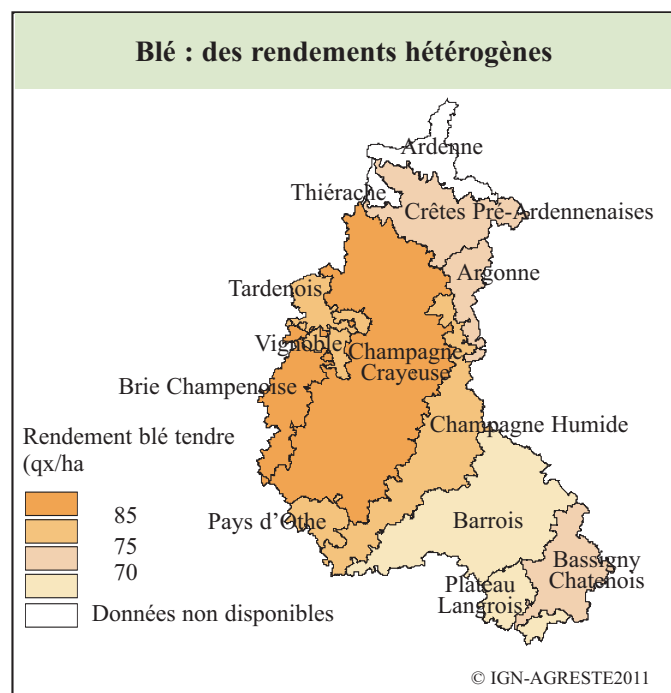 Blé : des rendements hétérogènes
Ardenne
Thiérache
Crêtes Pré-Ardennenaises
Argonne
Tardenois
Vignoble
Champagne
Crayeuse
Brie Champenoise
Champagne Humide
Rendement blé tendre
(qx/ha
85
75
70
Données non disponibles
Pays d'Othe
Barrois
Bassigny
Chatenois
Plateau
Langrois
© IGN-AGRESTE2011